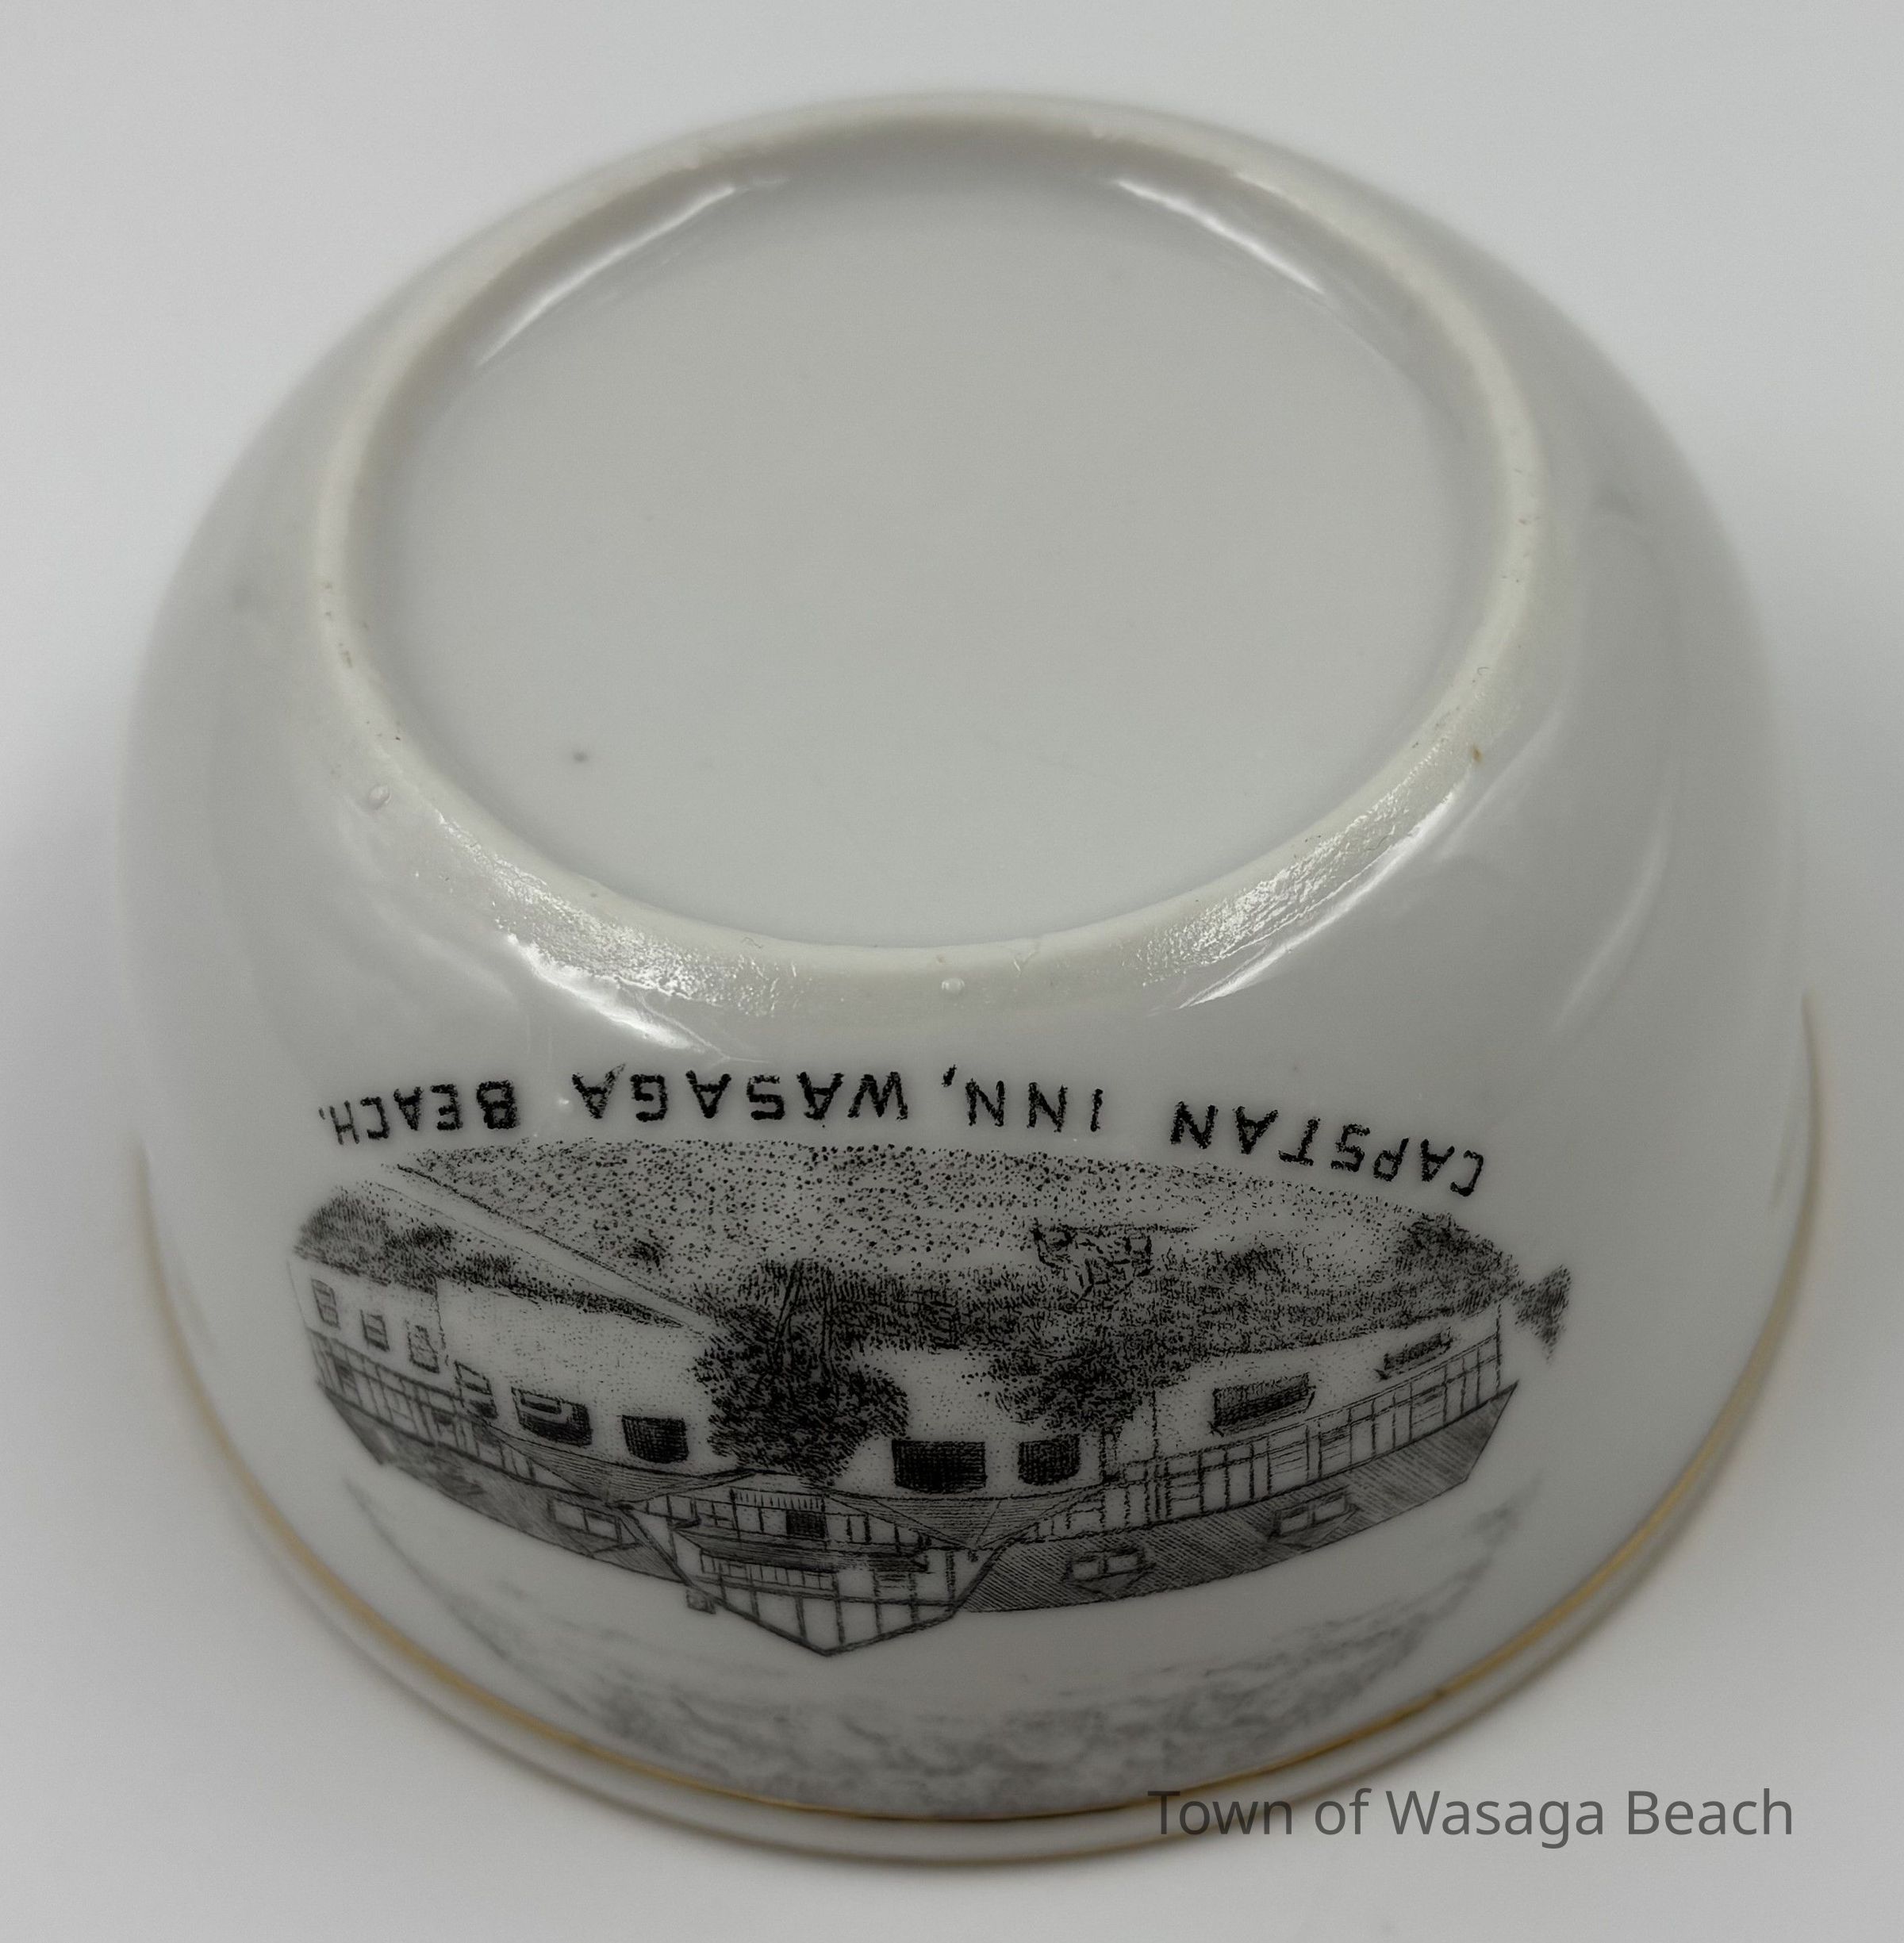 CAPSTAN INN, WASAGA BEACH.
Town of Wasaga Beach